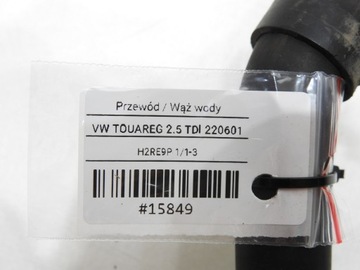 Przewód / Wąż wody
VW TOUAREG 2.5 TDI 220601
H2RE9P 1/1-3
#15849